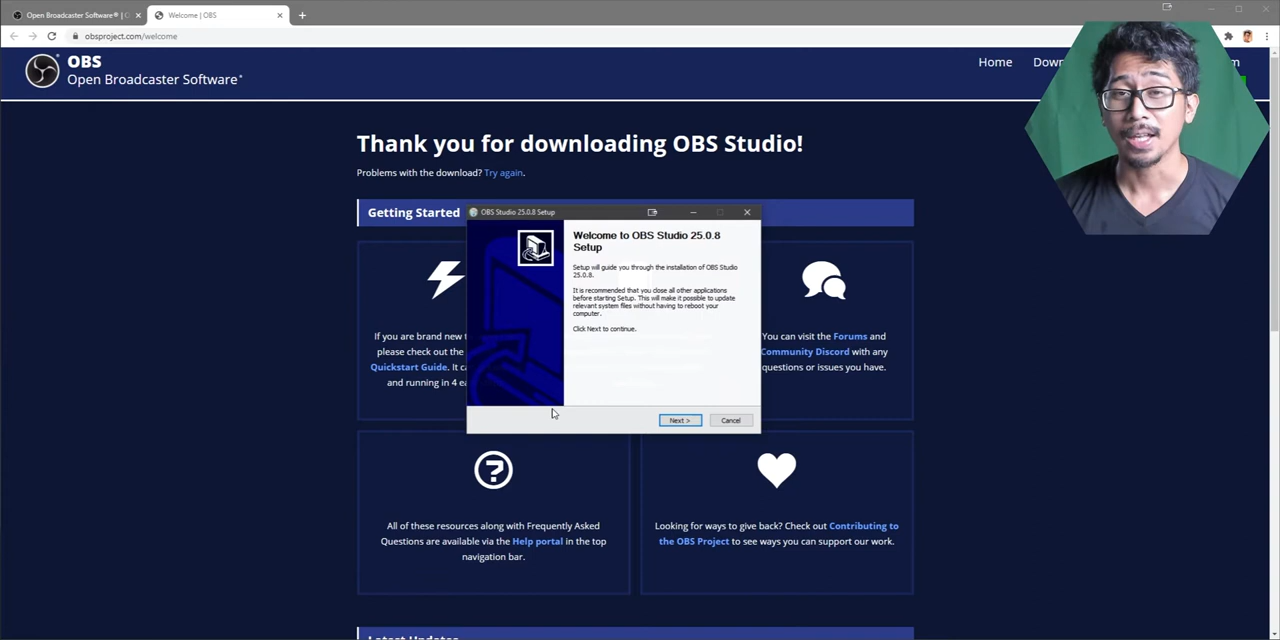 Open Broadcaster Software® | O
Welcome | OBS
obsproject.com/welcome
OBS
Open Broadcaster Software®
Home
Thank you for downloading OBS Studio!
Problems with the download? Try again.
Getting Started
OBS Studio 25.0.8 Setup
Welcome to OBS Studio 25.0.8
Setup
Setup will guide you through the installation of OBS Studio
25.0.8.
It is recommended that you close all other applications
before starting Setup. This will make it possible to update
relevant system files without having to reboot your
computer.
Click Next to continue.
Next >
Cancel
If you are brand new
please check out the
Quickstart Guide. It
and running in 4
You can visit the Forums and
Community Discord with any
questions or issues you have.
All of these resources along with Frequently Asked
Questions are available via the Help portal in the top
navigation bar.
Looking for ways to give back? Check out Contributing to
the OBS Project to see ways you can support our work.
Latest Updates